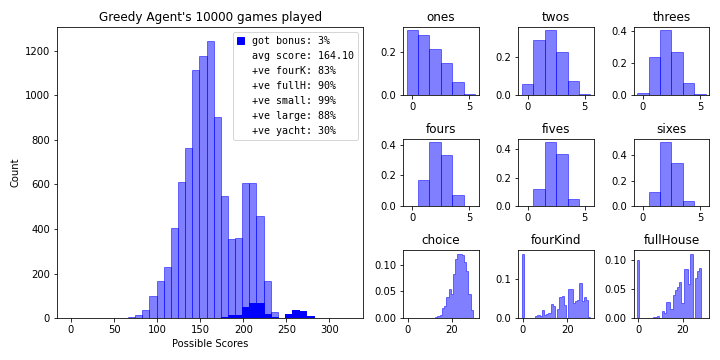 Greedy Agent's 10000 games played
got bonus: 3%
avg score: 164.10
+ve fourK: 83%
+ve fullH: 90%
+ve small: 99%
+ve large: 88%
+ve yacht: 30%
Count
1200
1000
800
600
400
200
0
0 50 100 150 200 250 300
Possible Scores
ones
0.2
0.0
0 5
twos
0.2
0.0
0 5
threes
0.4
0.2
0.0
0 5
fours
0.4
0.2
0.0
0 5
fives
0.4
0.2
0.0
0 5
sixes
0.4
0.2
0.0
0 5
choice
0.10
0.05
0.00
0 20
fourKind
0.1
0.0
0 20
fullHouse
0.10
0.05
0.00
0 20